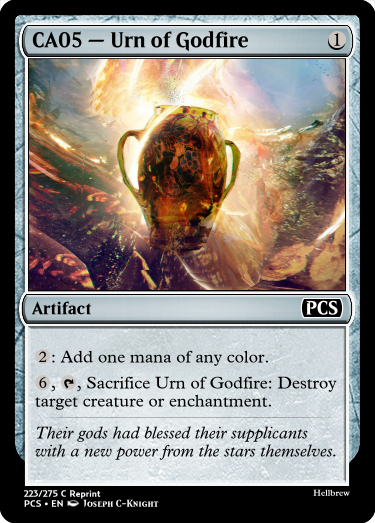 CA05 — Urn of Godfire 1
Artifact PCS
2: Add one mana of any color.
6, , Sacrifice Urn of Godfire: Destroy
target creature or enchantment.
Their gods had blessed their supplicants
with a new power from the stars themselves.
223/275 C Reprint Hellbrew
PCS • EN Joseph C-Knight